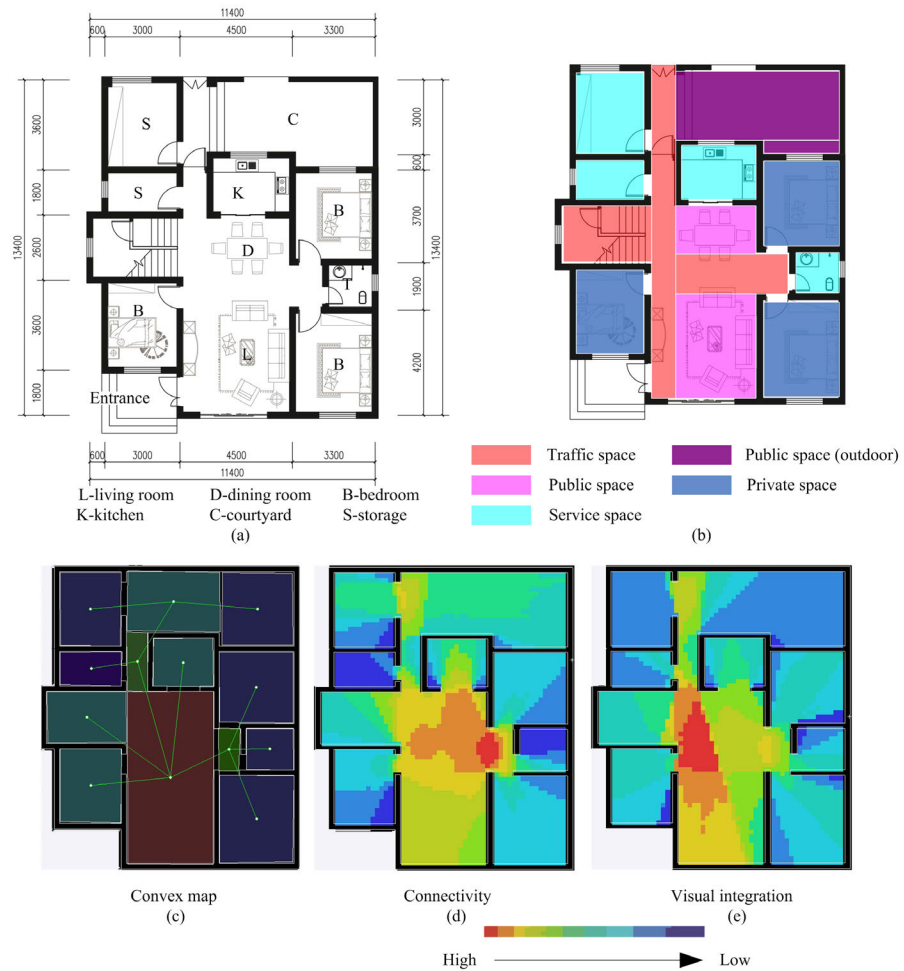 11400
600 3000 4500 3300
13400
3600
1800
2600
3600
1800
3000
600
3700
1900
4200
13400
S
C
S
K
B
D
T
B
L
B
Entrance
600 3000 4500 3300
11400
L-living room D-dining room B-bedroom
K-kitchen C-courtyard S-storage
(a)
Traffic space Public space (outdoor)
Public space Private space
Service space
(b)
Convex map
(c)
Connectivity
(d)
Visual integration
(e)
High Low